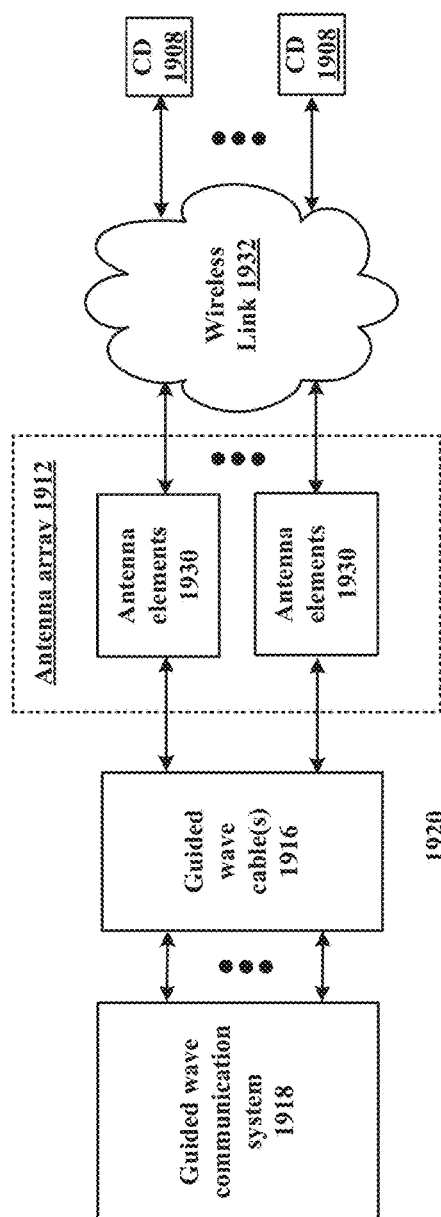 Guided wave
communication
system
1918
Guided
wave
cable(s)
1916
1920
Antenna array 1912
Antenna
elements
1930
Antenna
elements
1930
Wireless
Link 1932
CD
1908
CD
1908